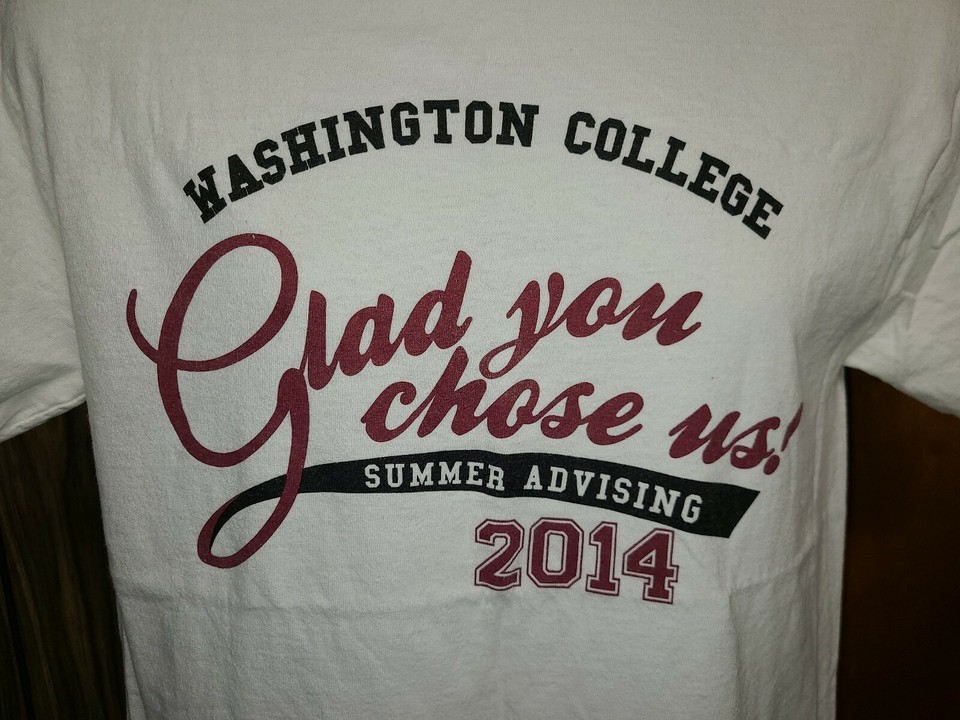 WASHINGTON COLLEGE
Glad you
chose us!
SUMMER ADVISING
2014